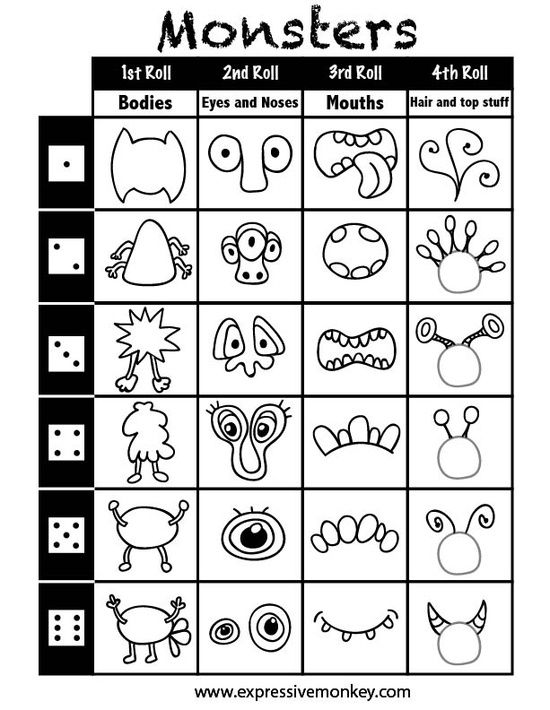 Monsters
1st Roll 2nd Roll 3rd Roll 4th Roll
Bodies Eyes and Noses Mouths Hair and top stuff
www.expressivemonkey.com